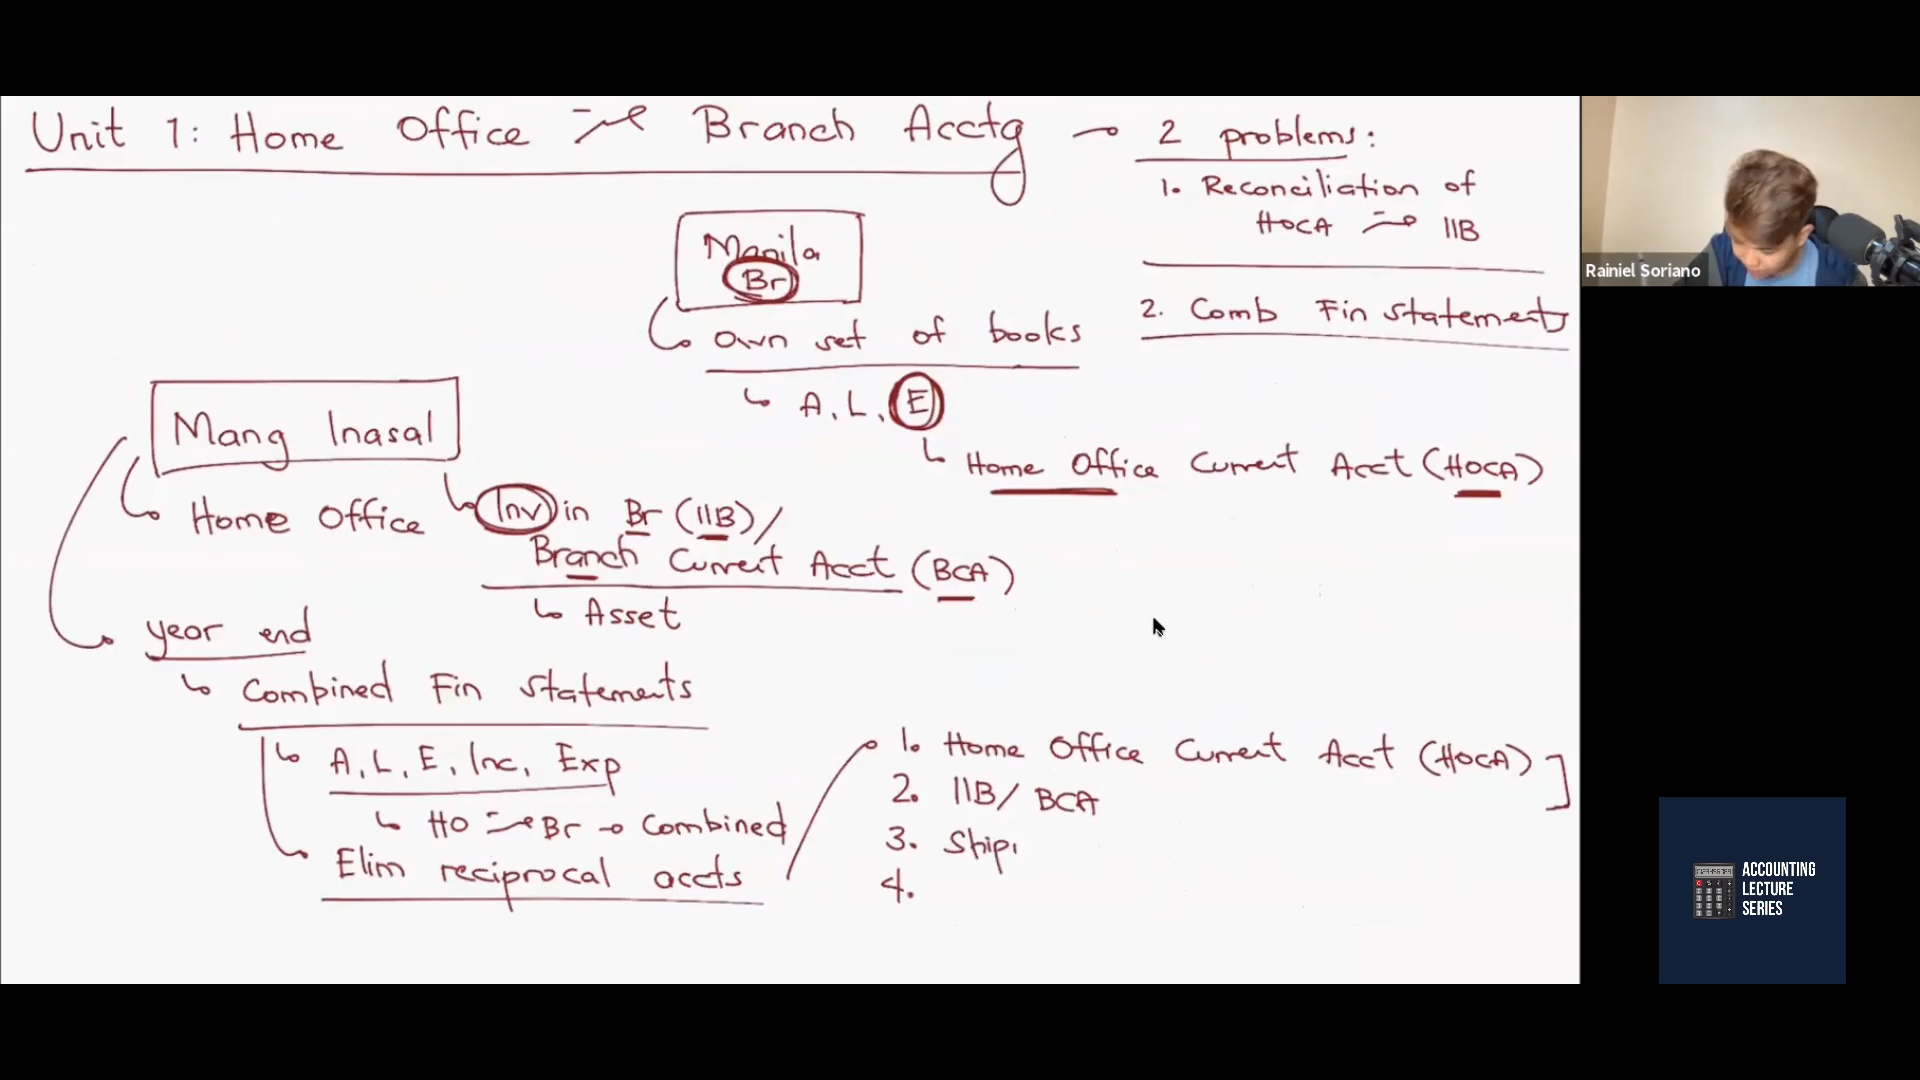 Unit 1: Home Office & Branch Acctg → 2 problems:
1. Reconciliation of
HOCA & IIB
2. Comb Fin Statements
Manila
Br
own set of books
A, L, E
Home Office Current Acct (HOCA)
Mang Inasal
Home Office
Inv in Br (IIB)/
Branch Current Acct (BCA)
Asset
year end
Combined Fin Statements
A, L, E, Inc, Exp
HO & Br → Combined
Elim reciprocal accts
1. Home Office Current Acct (HOCA)
2. IIB/ BCA
3. Ship
4.
Rainiel Soriano
ACCOUNTING
LECTURE
SERIES